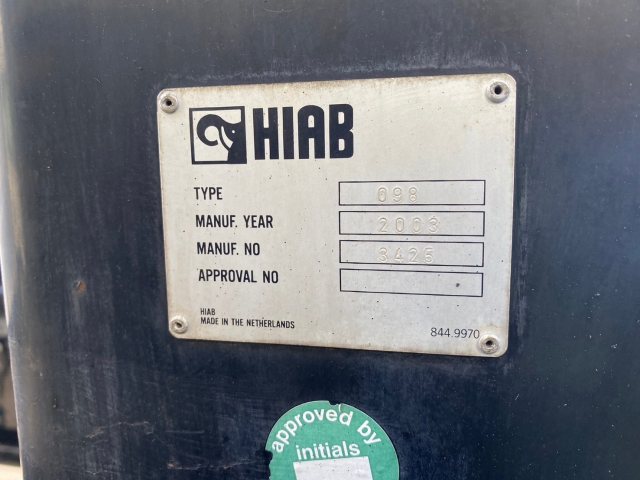 HIAB
TYPE 098
MANUF. YEAR 2003
MANUF. NO 3425
APPROVAL NO
HIAB
MADE IN THE NETHERLANDS
844.9970
approved by
initials